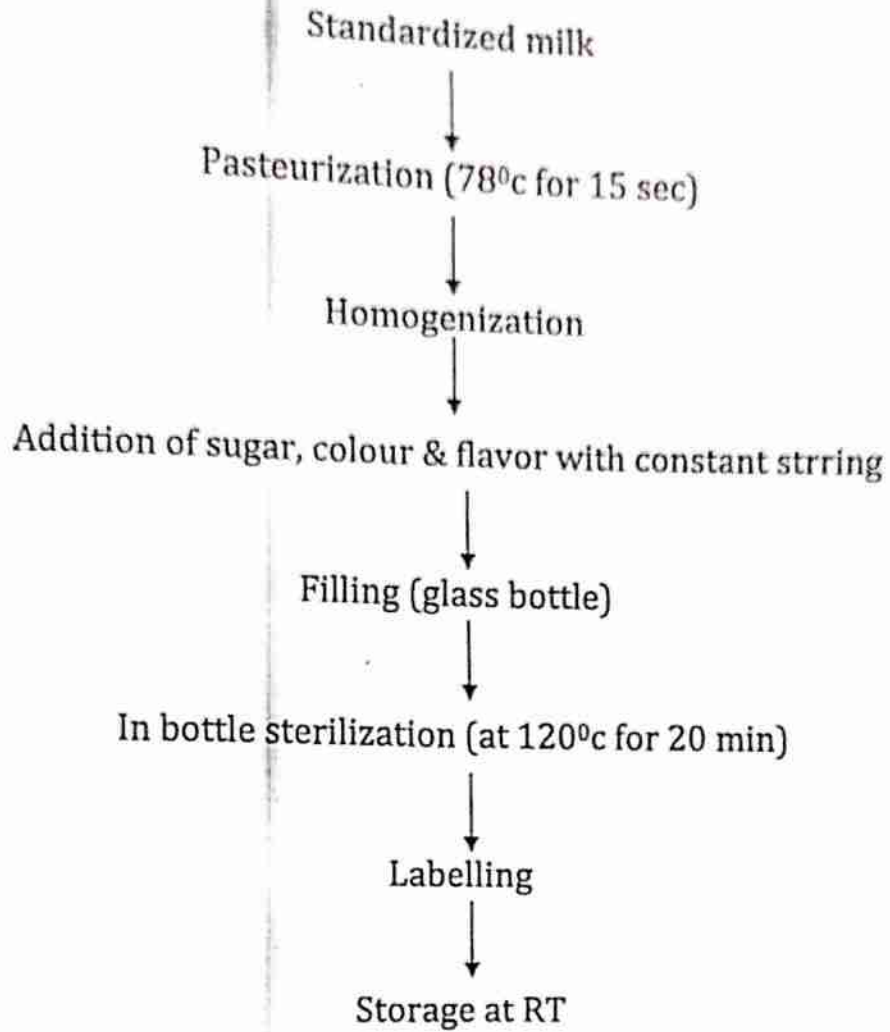 Standardized milk
Pasteurization (78⁰c for 15 sec)
Homogenization
Addition of sugar, colour & flavor with constant strring
Filling (glass bottle)
In bottle sterilization (at 120⁰c for 20 min)
Labelling
Storage at RT